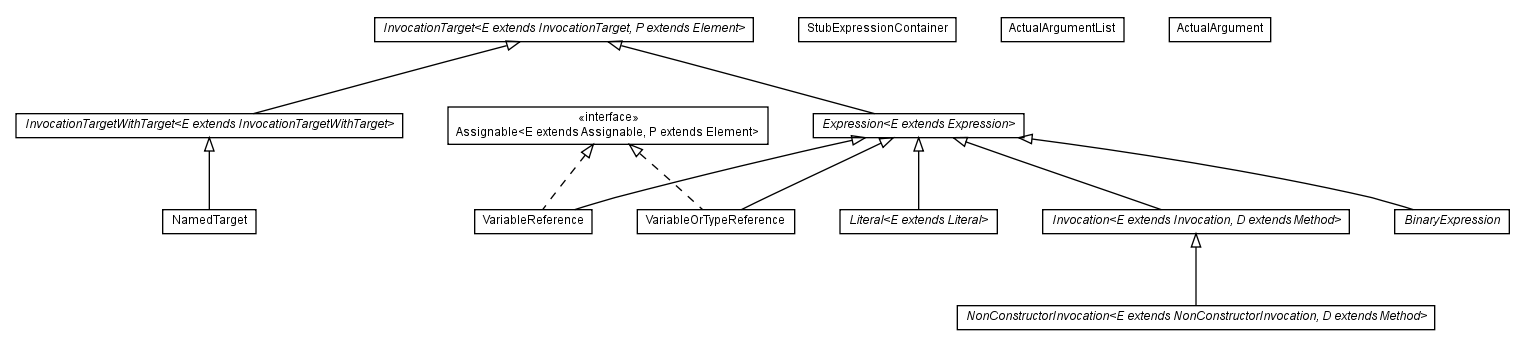 InvocationTarget<E extends InvocationTarget, P extends Element>
StubExpressionContainer
ActualArgumentList
ActualArgument
InvocationTargetWithTarget<E extends InvocationTargetWithTarget>
«interface»
Assignable<E extends Assignable, P extends Element>
Expression<E extends Expression>
NamedTarget
VariableReference
VariableOrTypeReference
Literal<E extends Literal>
Invocation<E extends Invocation, D extends Method>
BinaryExpression
NonConstructorInvocation<E extends NonConstructorInvocation, D extends Method>